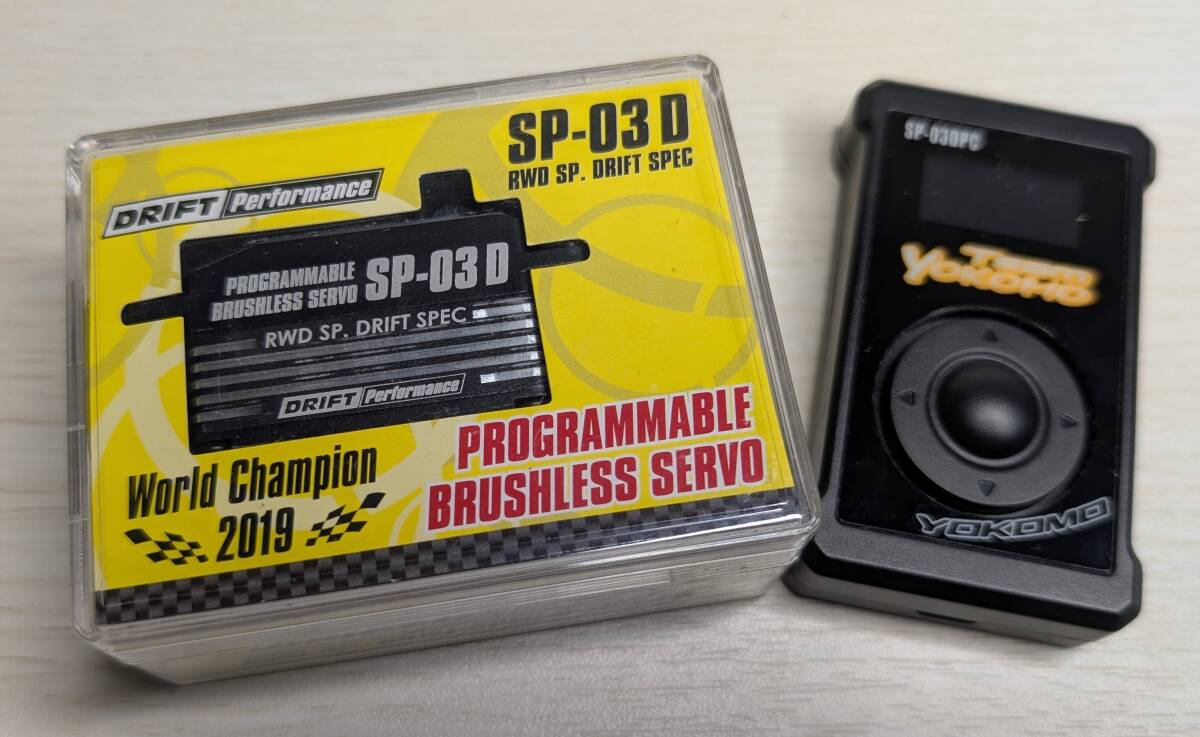 SP-03 D
RWD SP. DRIFT SPEC
DRIFT Performance
PROGRAMMABLE
BRUSHLESS SERVO SP-03 D
RWD SP. DRIFT SPEC
DRIFT Performance
World Champion
2019
PROGRAMMABLE
BRUSHLESS SERVO
SP-03DPC
Team
YOKOMO
YOKOMO